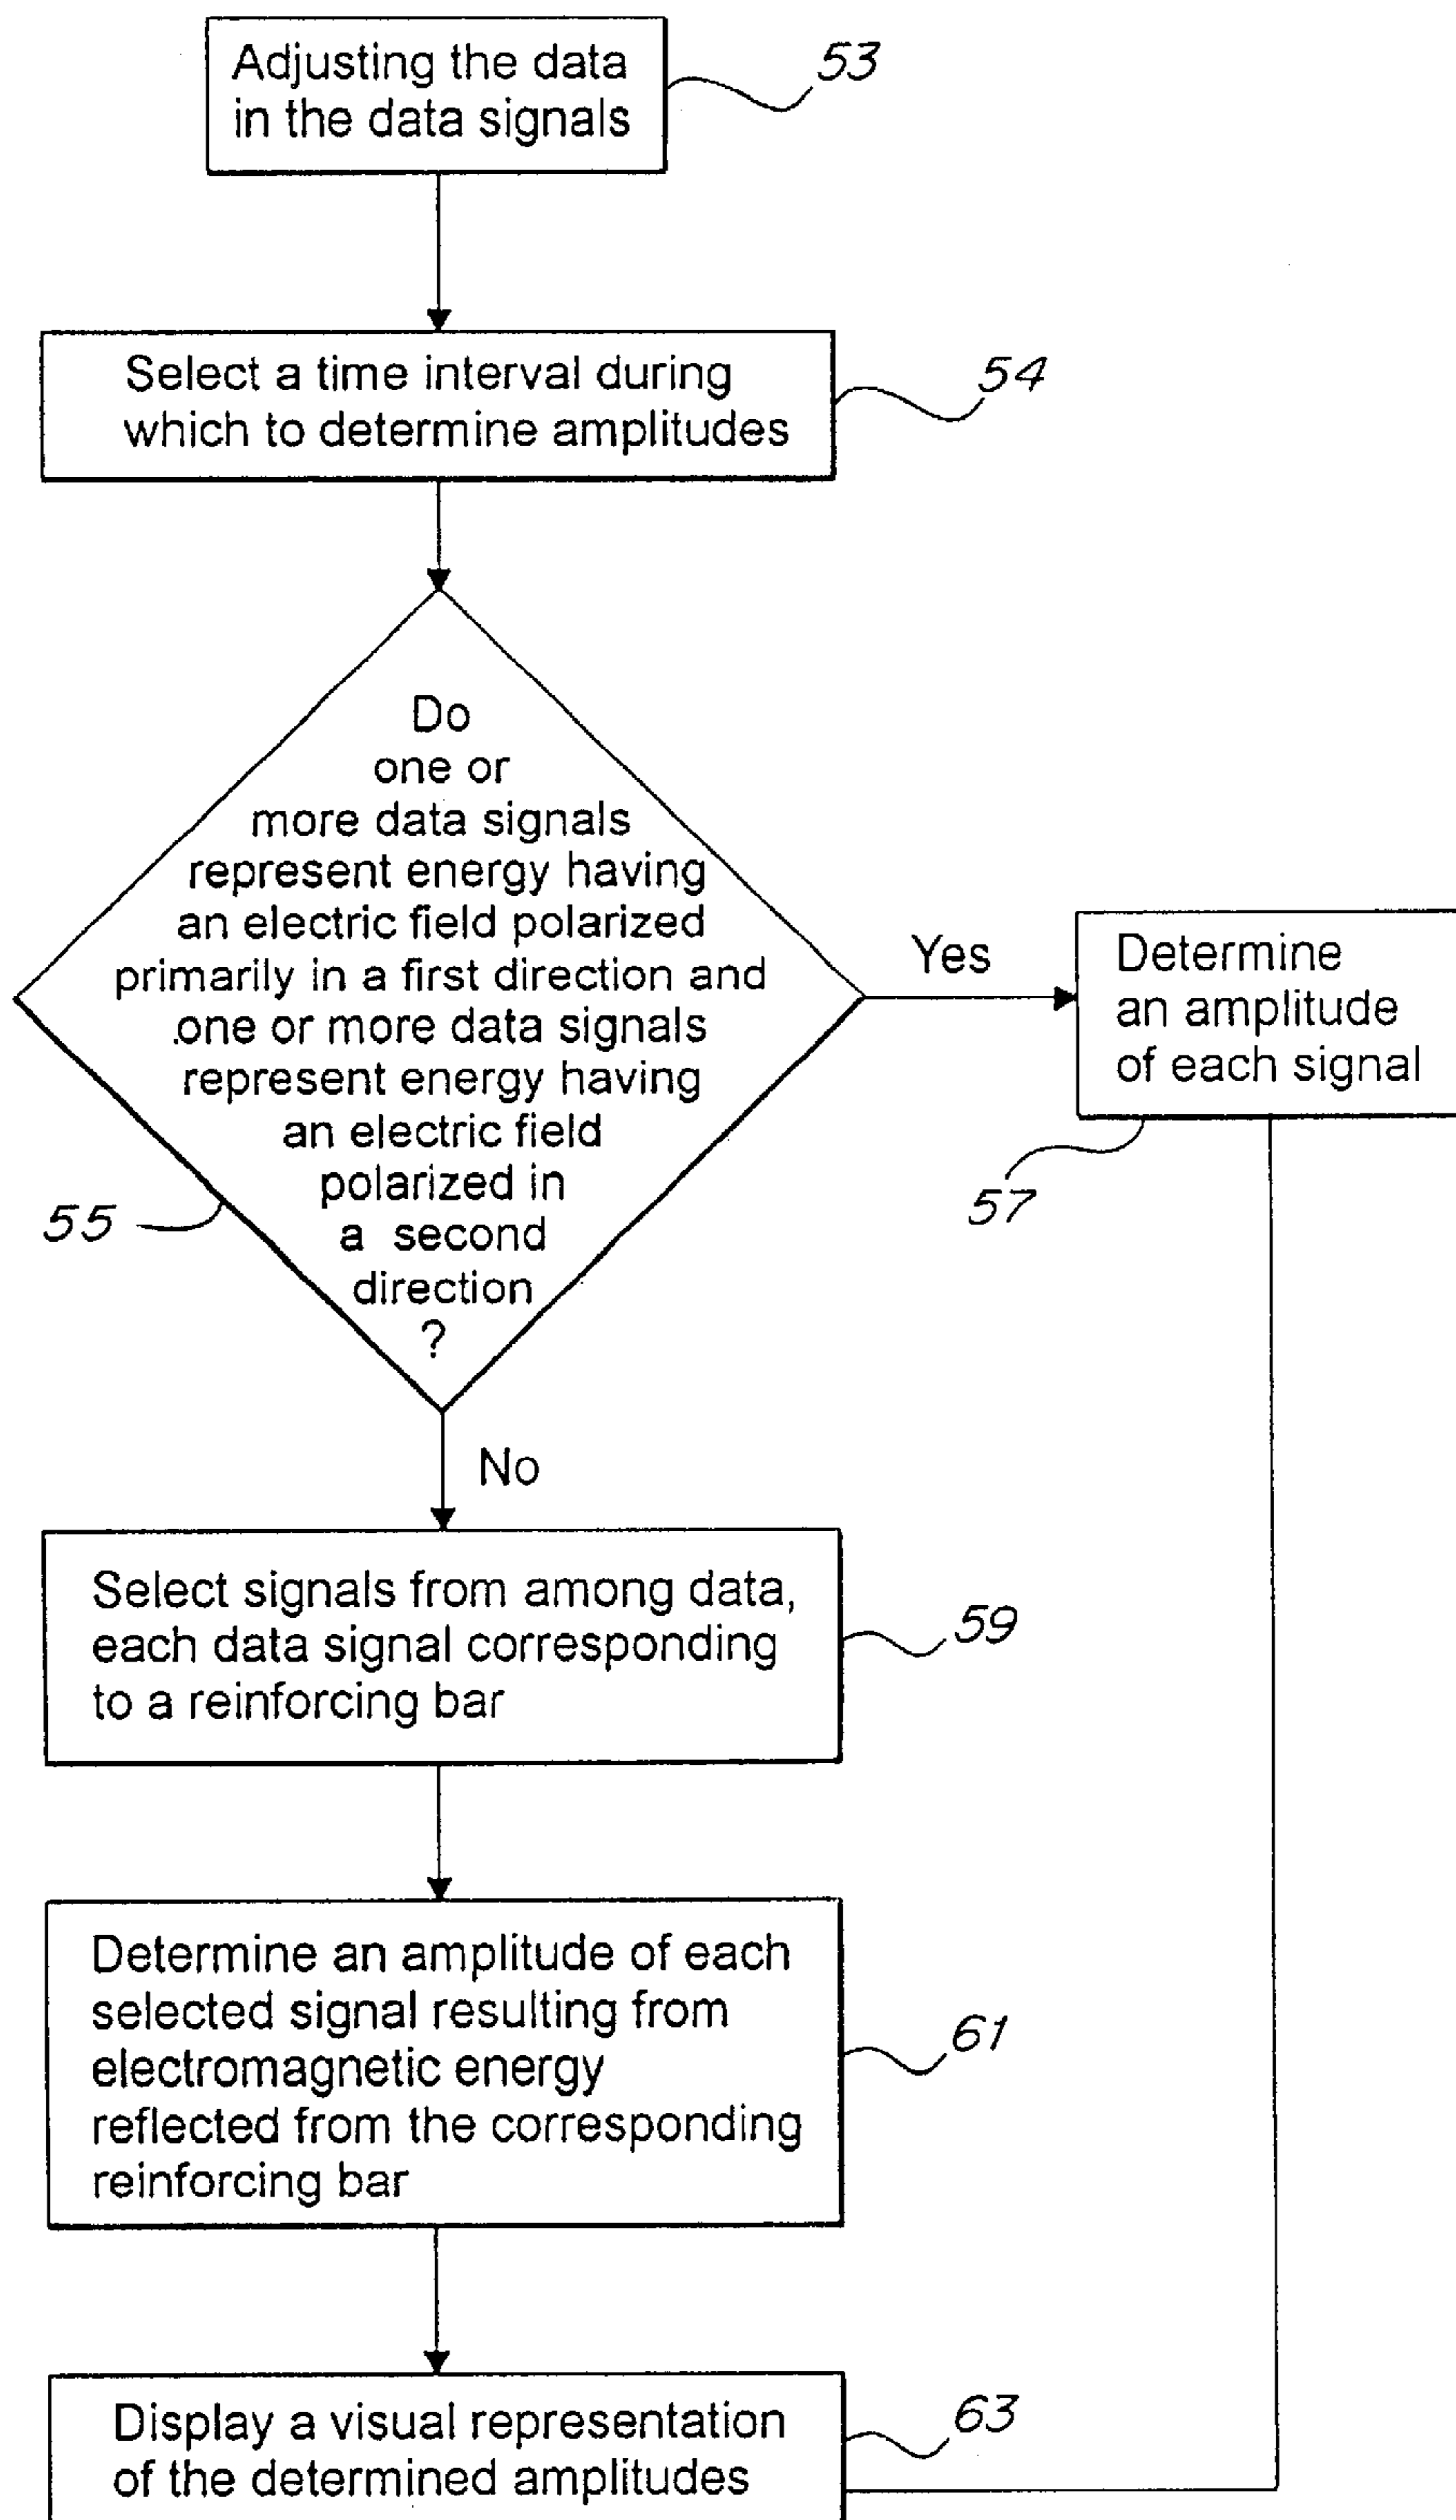 Adjusting the data
in the data signals
53
Select a time interval during
which to determine amplitudes
54
Do
one or
more data signals
represent energy having
an electric field polarized
primarily in a first direction and
one or more data signals
represent energy having
an electric field
polarized in
a second
direction
?
55
Yes
Determine
an amplitude
of each signal
57
No
Select signals from among data,
each data signal corresponding
to a reinforcing bar
59
Determine an amplitude of each
selected signal resulting from
electromagnetic energy
reflected from the corresponding
reinforcing bar
61
Display a visual representation
of the determined amplitudes
63